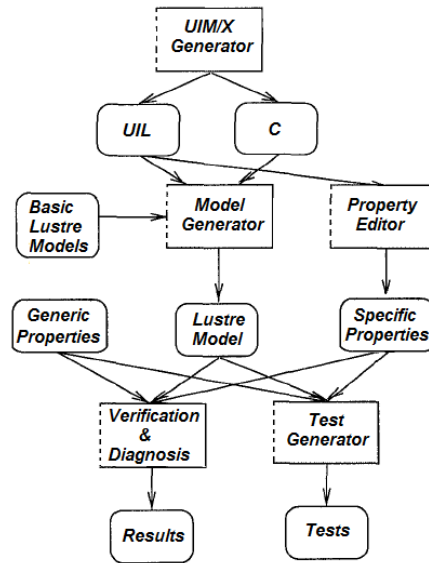 UIM/X
Generator
UIL
C
Basic
Lustre
Models
Model
Generator
Property
Editor
Generic
Properties
Lustre
Model
Specific
Properties
Verification
&
Diagnosis
Test
Generator
Results
Tests